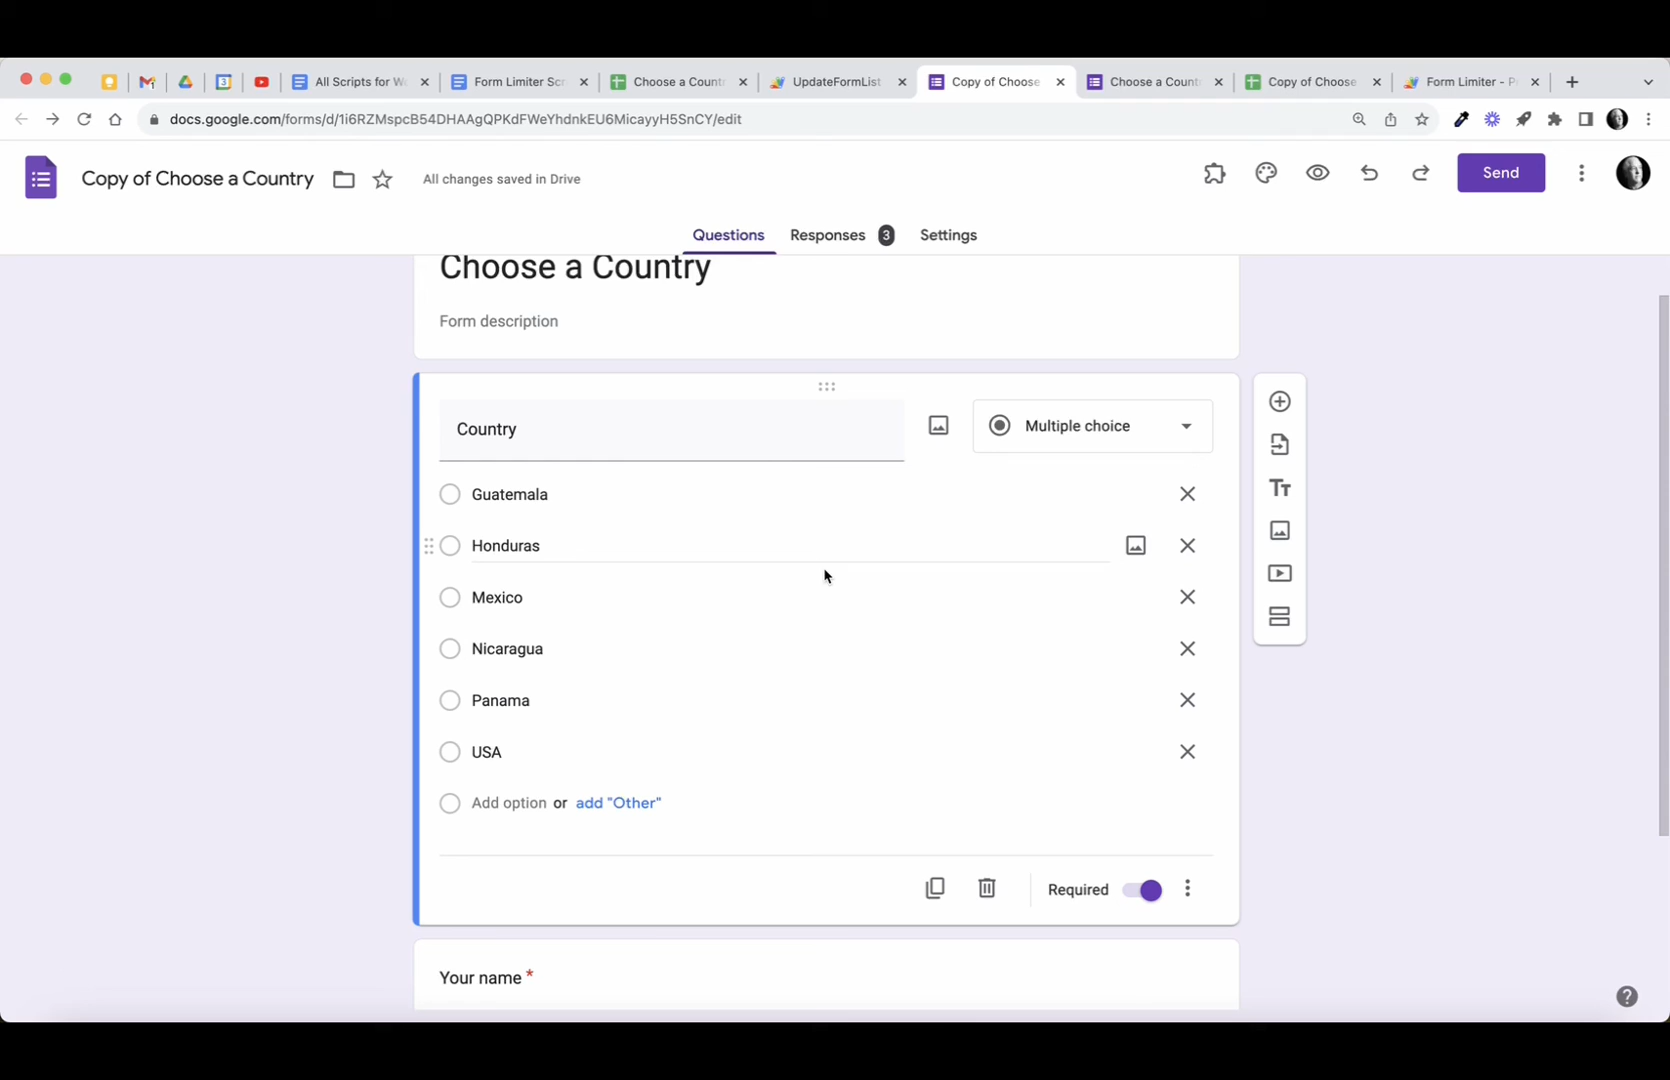 All Scripts for Wo
Form Limiter Scr
Choose a Count
UpdateFormList
Copy of Choose
Choose a Count
Copy of Choose
Form Limiter - P
docs.google.com/forms/d/1i6RZMspcB54DHAAgQPKdFWeYhdnkEU6MicayyH5SnCY/edit
Copy of Choose a Country
All changes saved in Drive
Send
Questions
Responses 3
Settings
Choose a Country
Form description
Country
Multiple choice
Guatemala
Honduras
Mexico
Nicaragua
Panama
USA
Add option or add "Other"
Required
Your name *